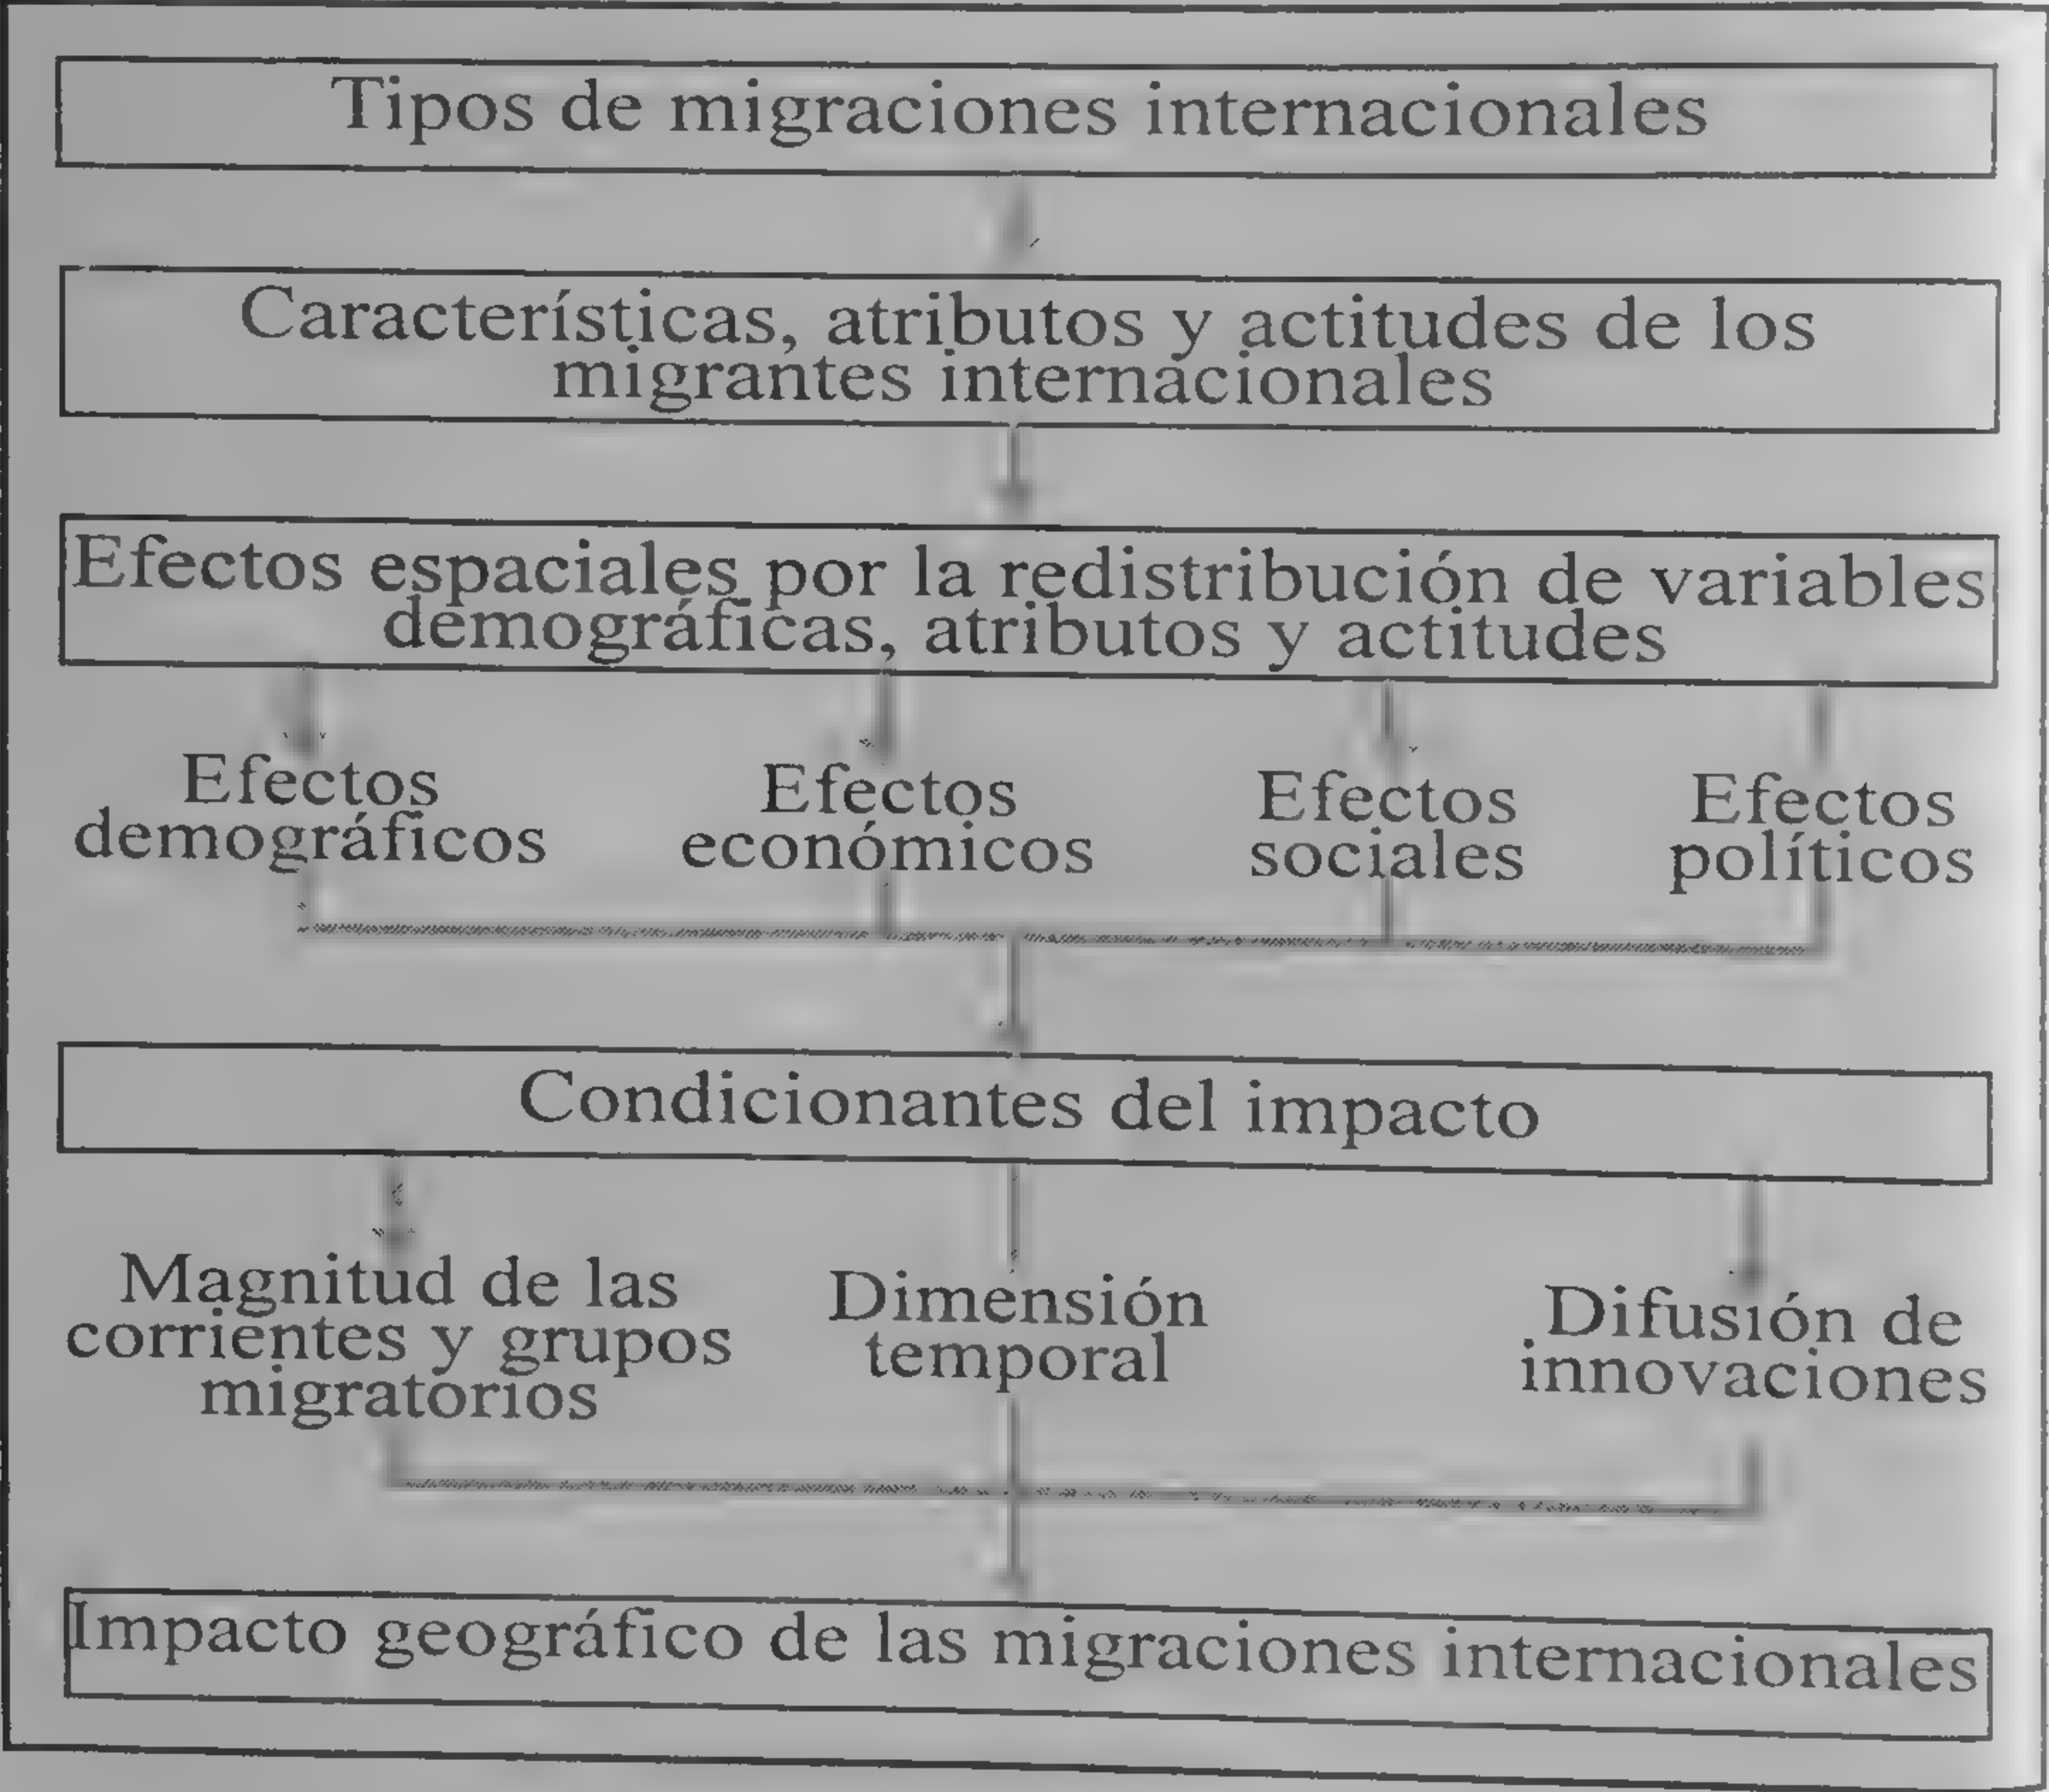 Tipos de migraciones internacionales
Características, atributos y actitudes de los
migrantes internacionales
Efectos espaciales por la redistribución de variables
demográficas, atributos y actitudes
Efectos
demográficos
Efectos
económicos
Efectos
sociales
Efectos
políticos
Condicionantes del impacto
Magnitud de las
corrientes y grupos
migratorios
Dimensión
temporal
Difusión de
innovaciones
Impacto geográfico de las migraciones internacionales